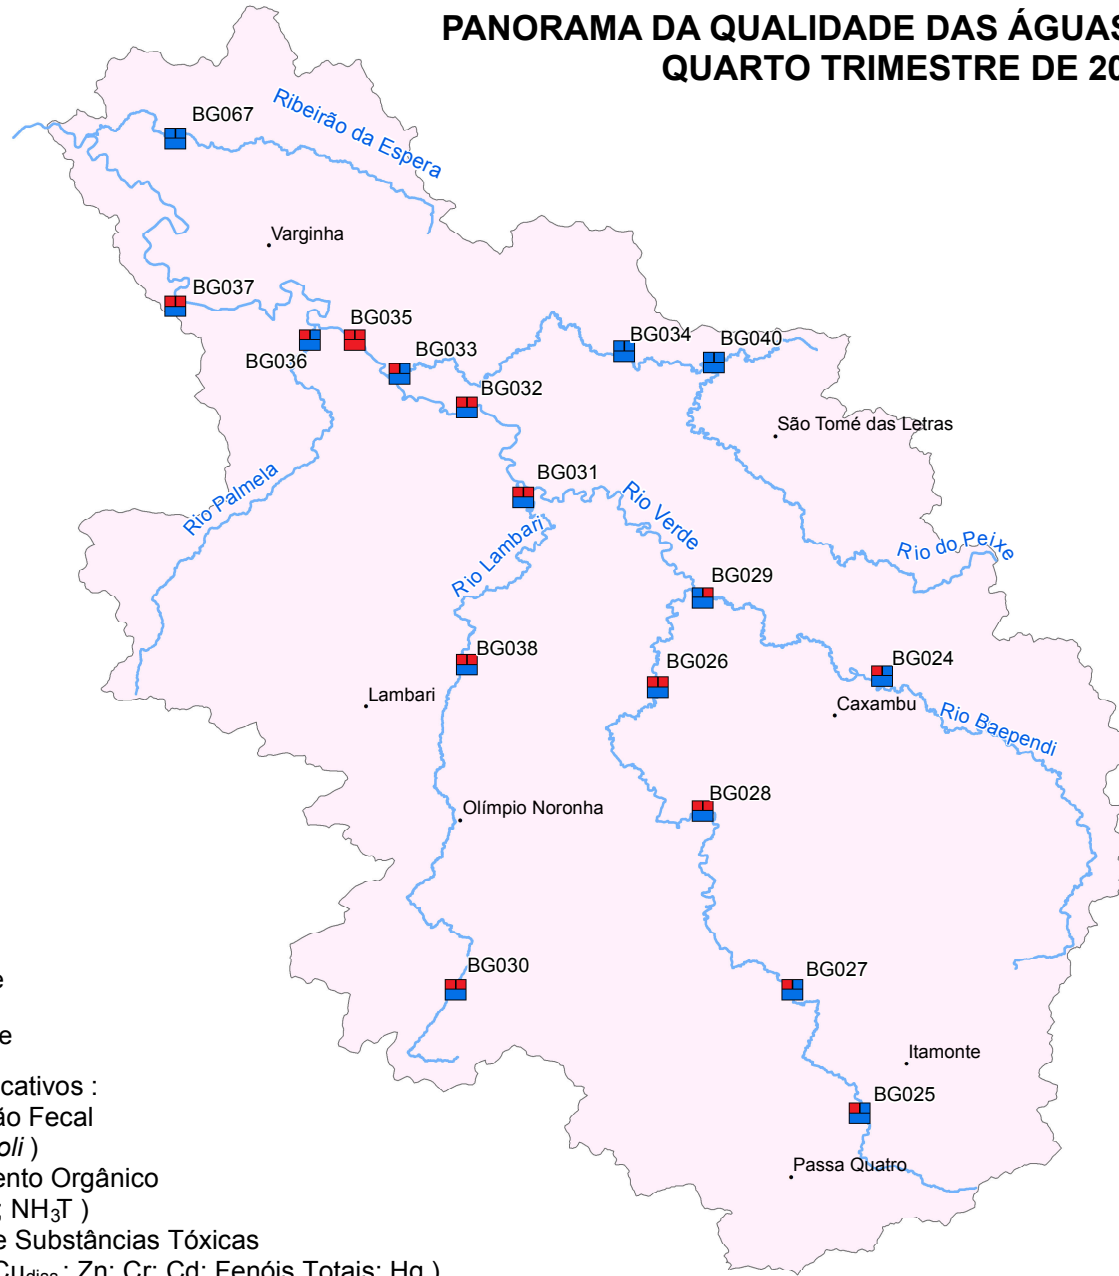 PANORAMA DA QUALIDADE DAS ÁGUAS
QUARTO TRIMESTRE DE 20
BG067
Ribeirão da Espera
Varginha
BG037
BG035
BG036
BG033
BG034
BG040
BG032
São Tomé das Letras
BG031
Rio Palmela
Rio Verde
Rio Lambari
Rio do Peixe
BG029
BG038
BG026
BG024
Lambari
Caxambu
Rio Baependi
BG028
Olímpio Noronha
BG030
BG027
e
e
Itamonte
cativos :
ão Fecal
oli )
BG025
ento Orgânico
; NH₃T )
Passa Quatro
e Substâncias Tóxicas
; Zn; Cr; Cd; Fenóis Totais; Hg )